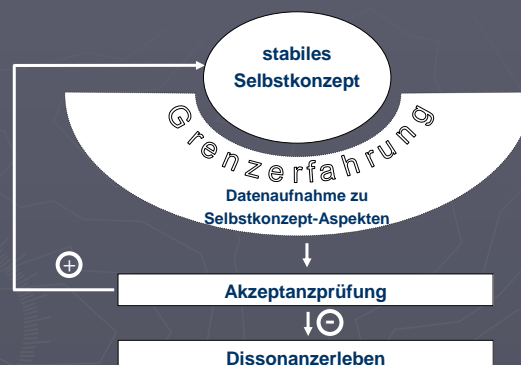 stabiles
Selbstkonzept
Grenzerfahrung
Datenaufnahme zu
Selbstkonzept-Aspekten
+
Akzeptanzprüfung
-
Dissonanzerleben